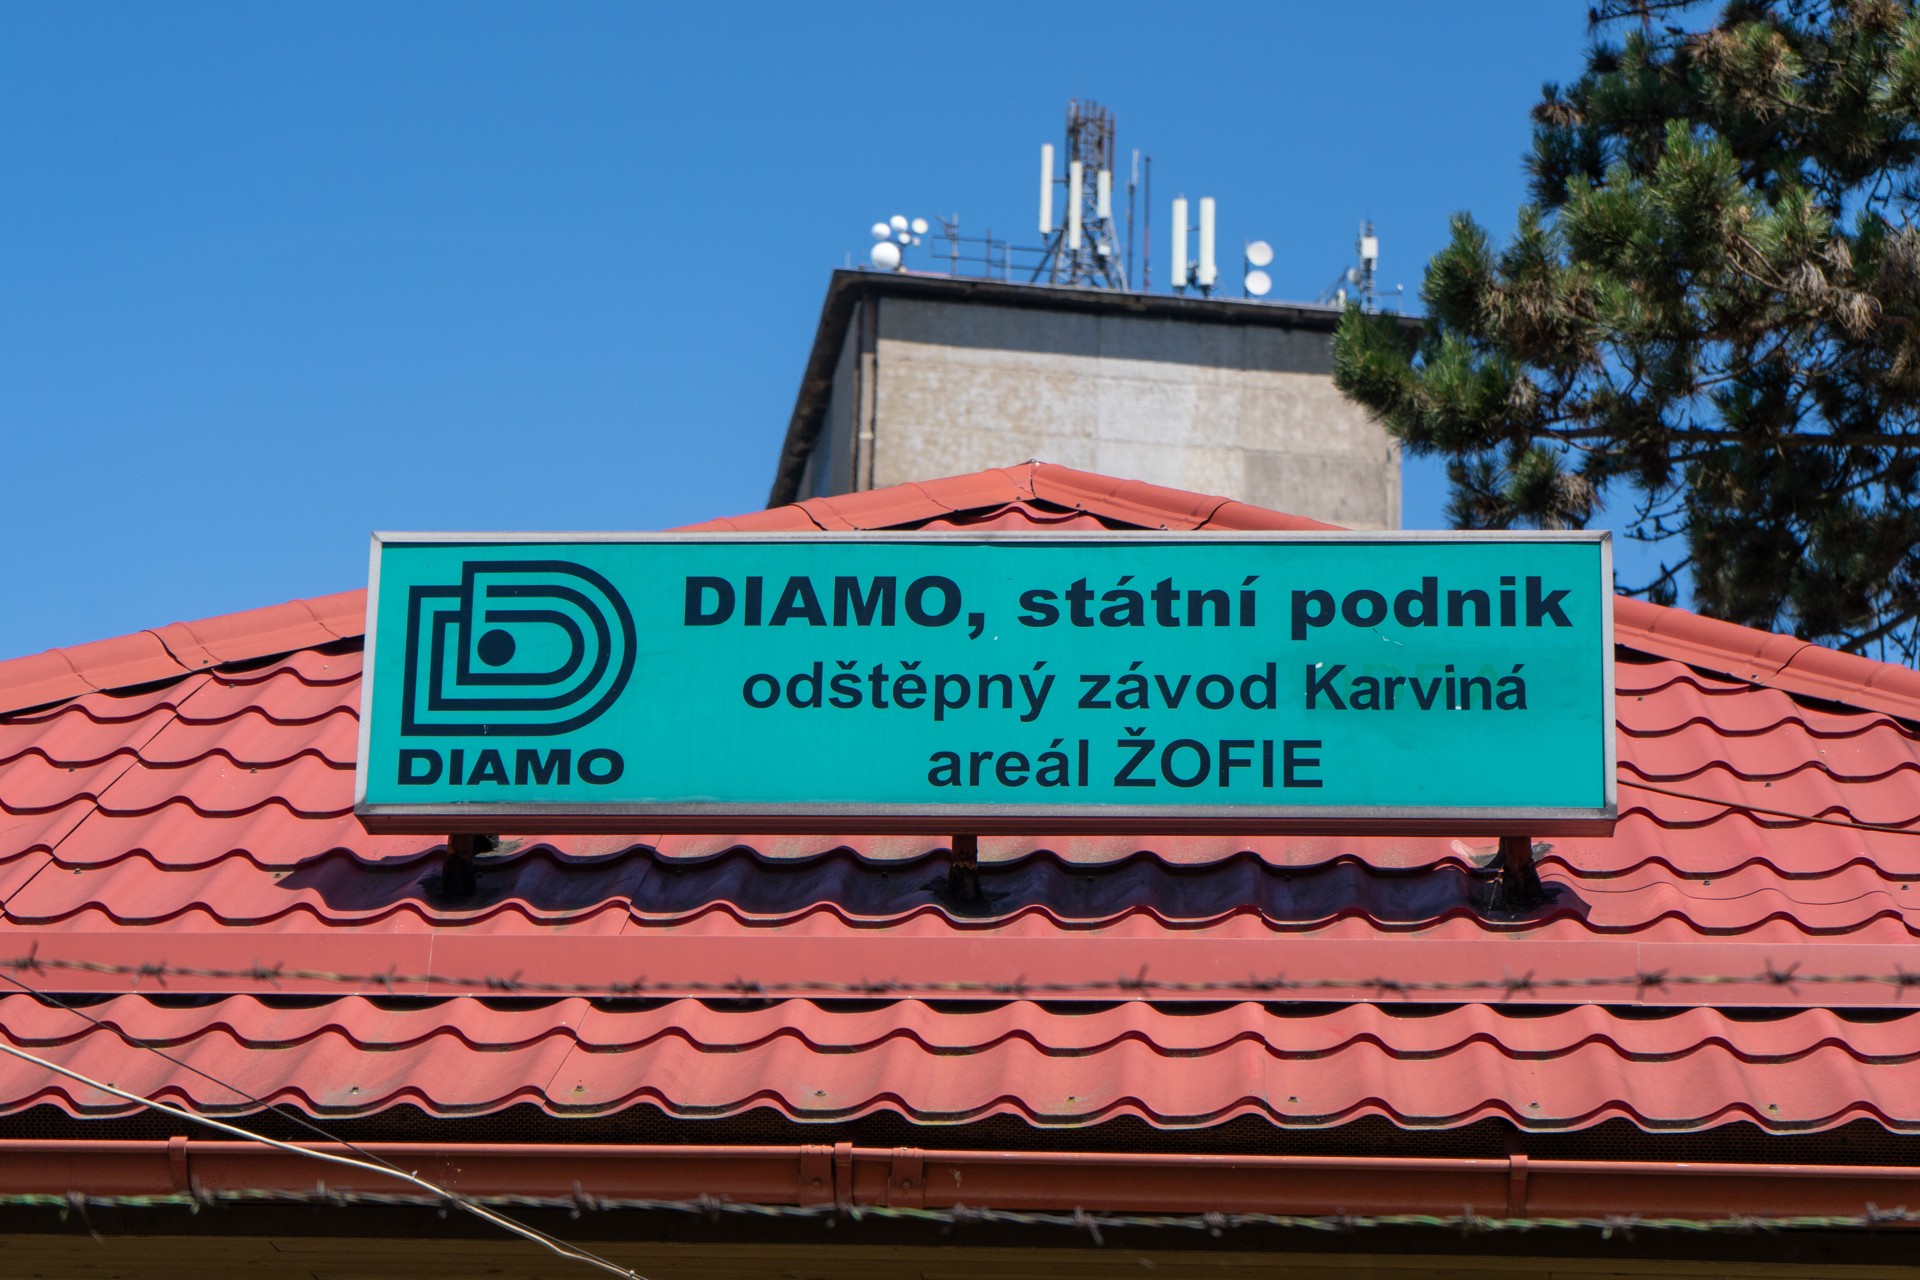 DIAMO, státní podnik
odštěpný závod Karviná
areál ŽOFIE
DIAMO